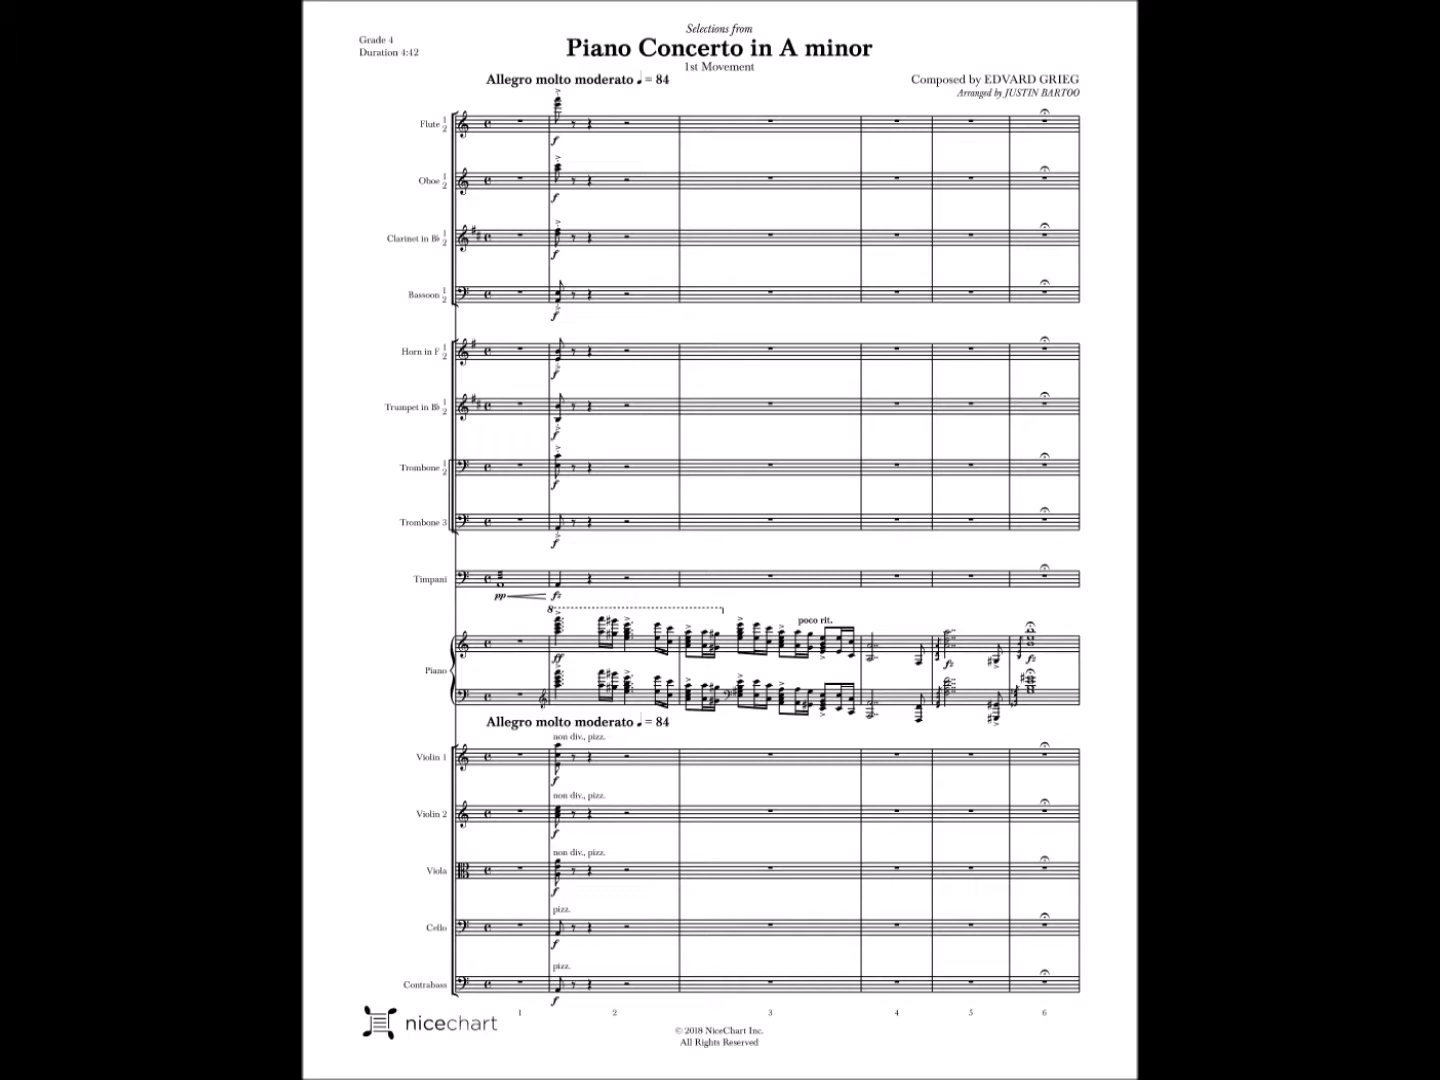 Selections from
Grade 4
Piano Concerto in A minor
Duration 4:42
1st Movement
Allegro molto moderato ♩ = 84
Composed by EDVARD GRIEG
Arranged by JUSTIN BARTOO
Flute 1 2
f
Oboe 1 2
f
Clarinet in B♭ 1 2
f
Bassoon 1 2
f
Horn in F 1 2
f
Trumpet in B♭ 1 2
f
Trombone 1 2
f
Trombone 3
f
Timpani
pp fz
8
poco rit.
Piano
ff fz fz
Allegro molto moderato ♩ = 84
non div., pizz.
Violin 1
f
non div., pizz.
Violin 2
f
non div., pizz.
Viola
f
pizz.
Cello
f
pizz.
Contrabass
f
1 2 3 4 5 6
nicechart
© 2018 NiceChart Inc.
All Rights Reserved